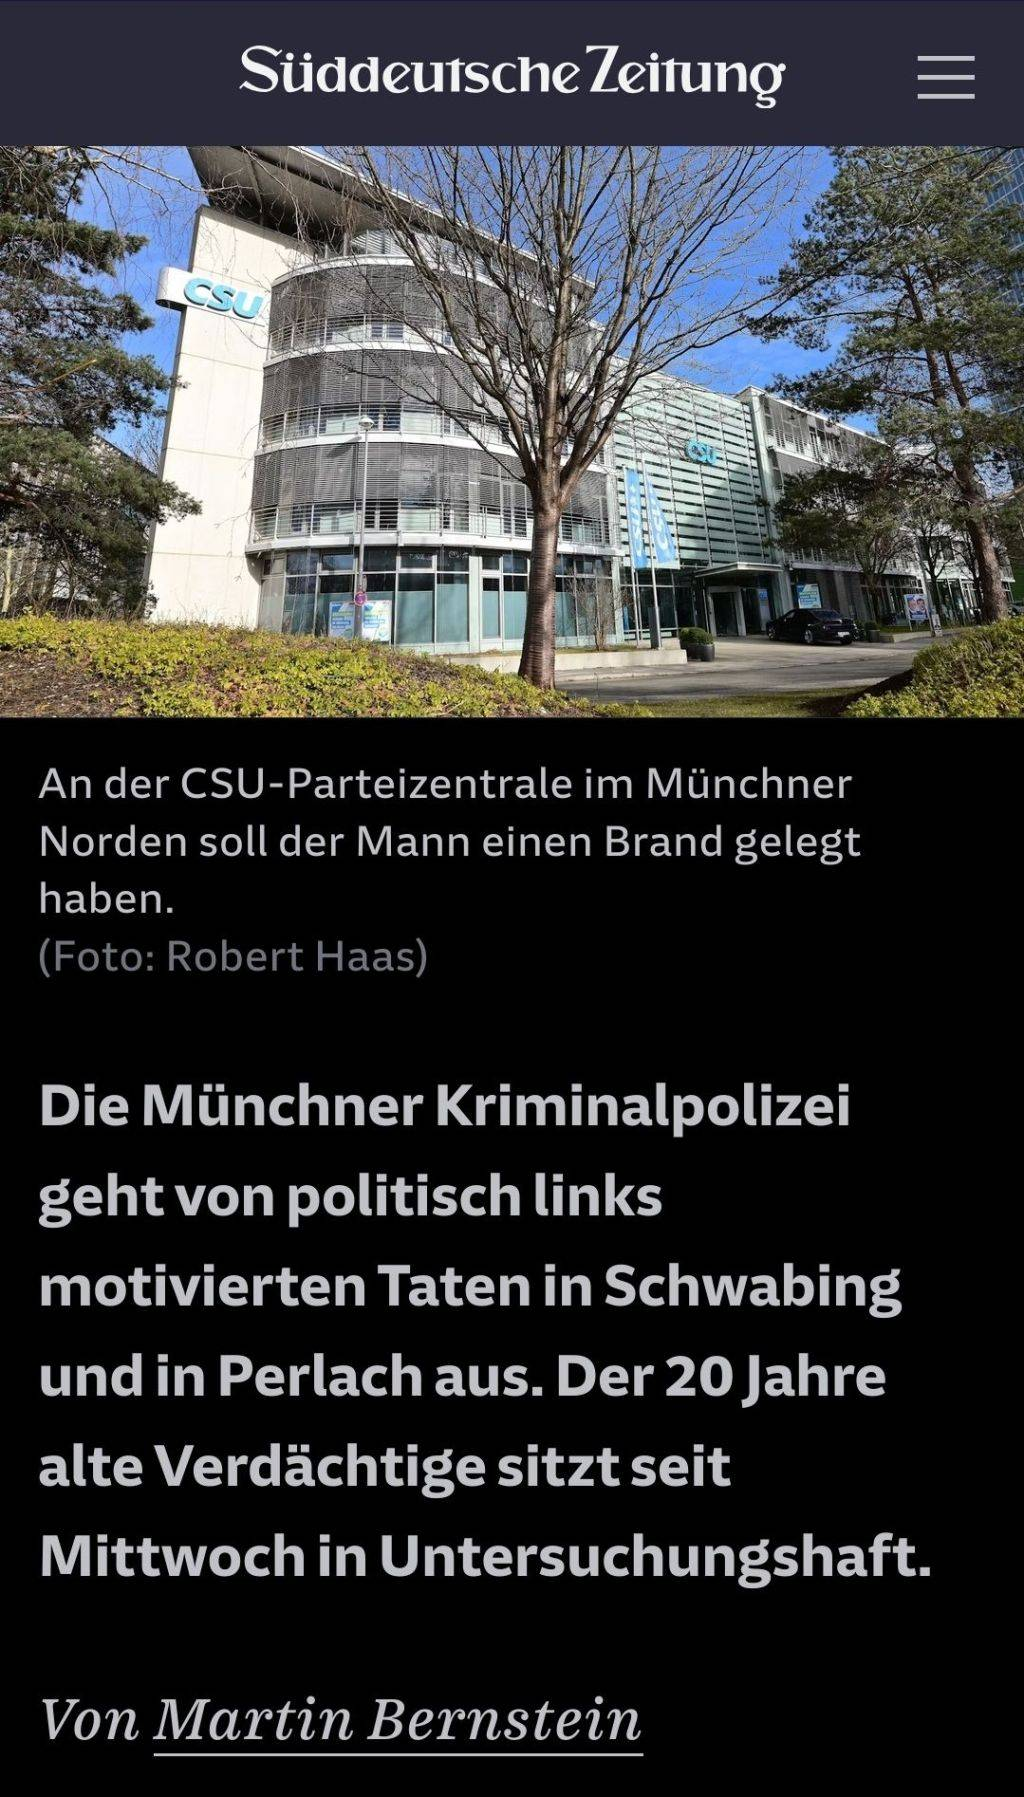 Süddeutsche Zeitung
CSU
CSU
CSU
An der CSU-Parteizentrale im Münchner
Norden soll der Mann einen Brand gelegt
haben.
(Foto: Robert Haas)
Die Münchner Kriminalpolizei
geht von politisch links
motivierten Taten in Schwabing
und in Perlach aus. Der 20 Jahre
alte Verdächtige sitzt seit
Mittwoch in Untersuchungshaft.
Von Martin Bernstein